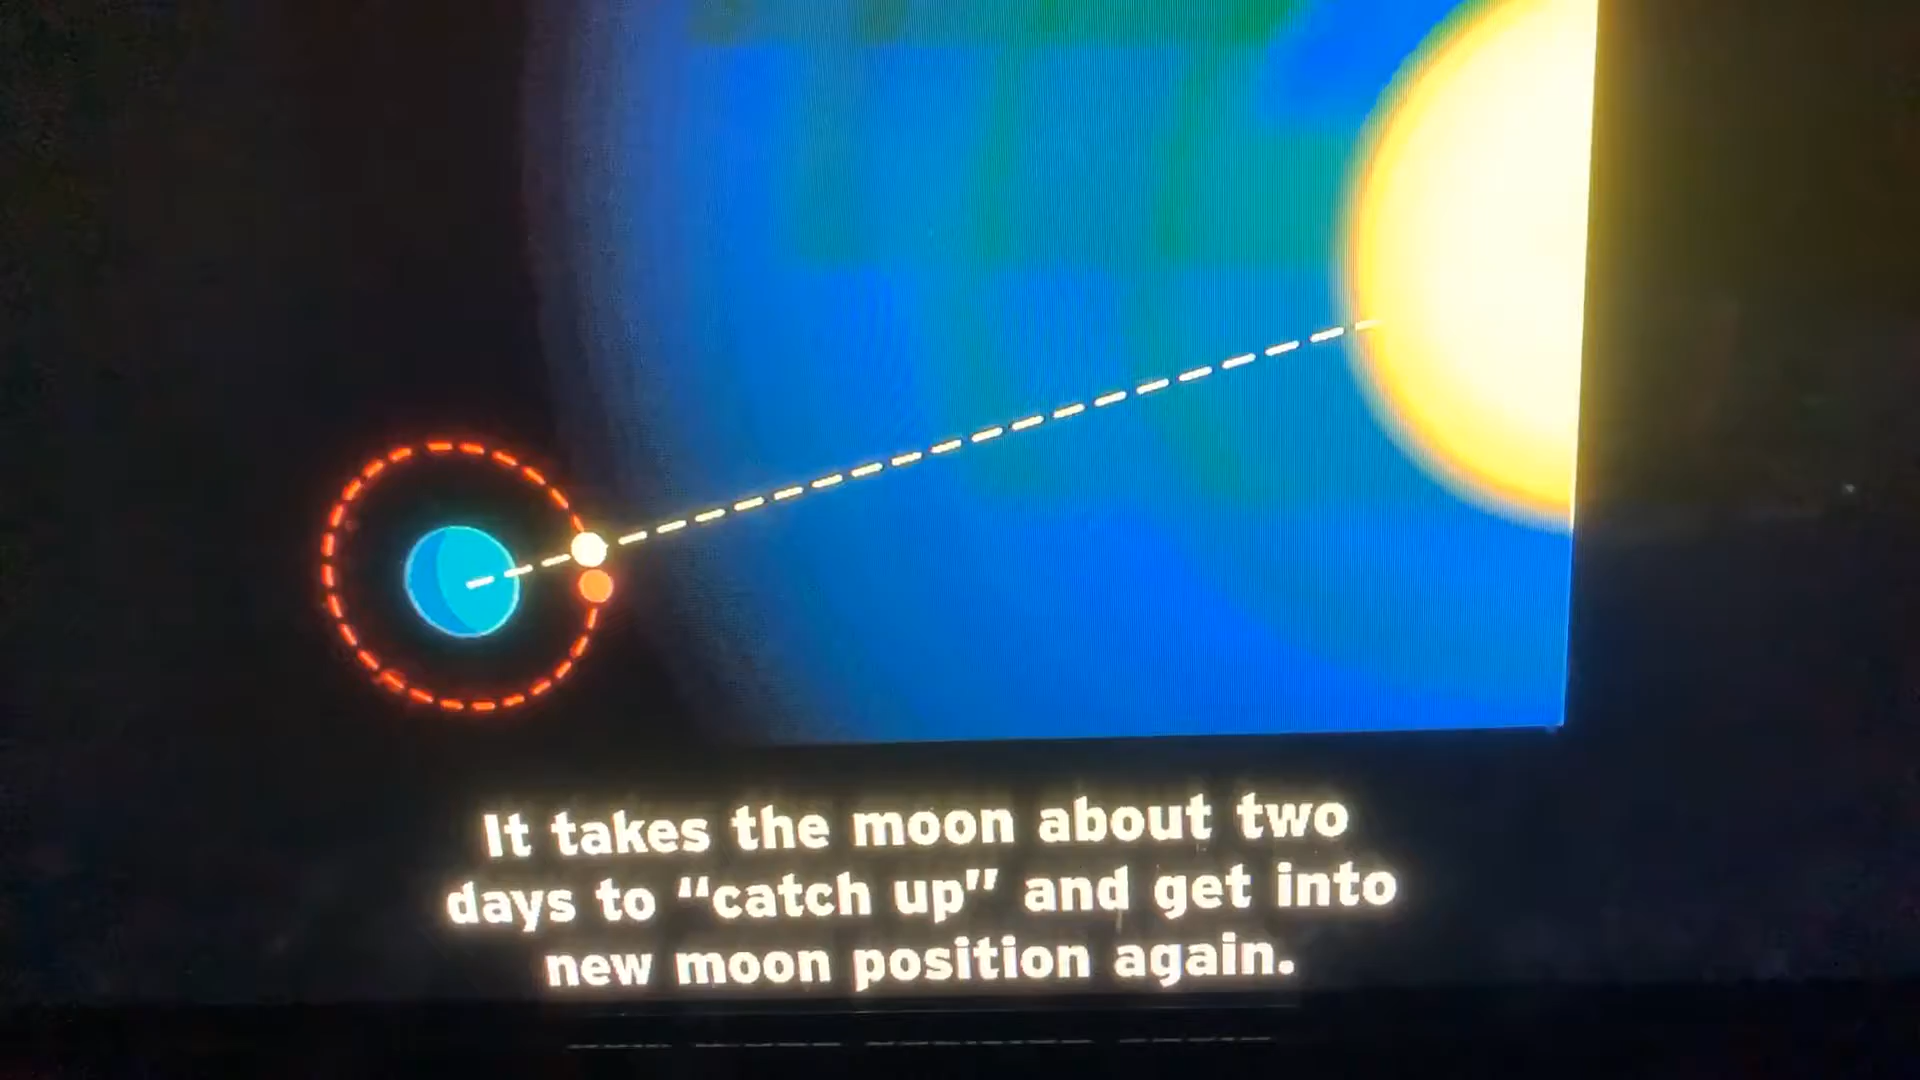 It takes the moon about two
days to "catch up" and get into
new moon position again.